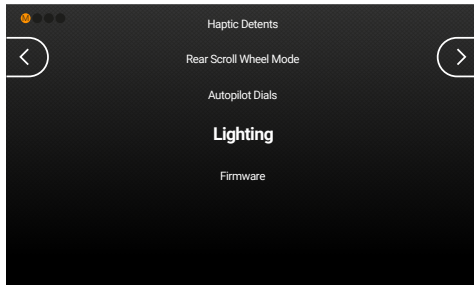 M
Haptic Detents
Rear Scroll Wheel Mode
Autopilot Dials
Lighting
Firmware